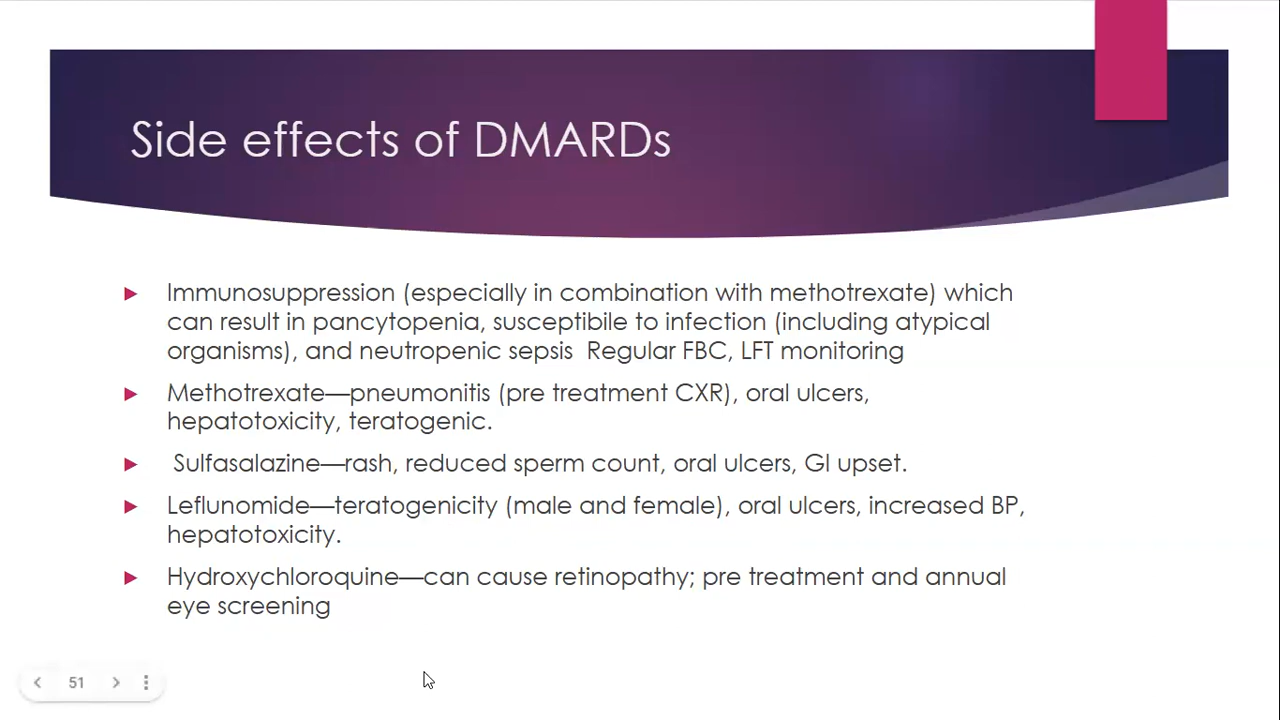 Side effects of DMARDs
Immunosuppression (especially in combination with methotrexate) which
can result in pancytopenia, susceptibile to infection (including atypical
organisms), and neutropenic sepsis  Regular FBC, LFT monitoring
Methotrexate—pneumonitis (pre treatment CXR), oral ulcers,
hepatotoxicity, teratogenic.
Sulfasalazine—rash, reduced sperm count, oral ulcers, GI upset.
Leflunomide—teratogenicity (male and female), oral ulcers, increased BP,
hepatotoxicity.
Hydroxychloroquine—can cause retinopathy; pre treatment and annual
eye screening
51